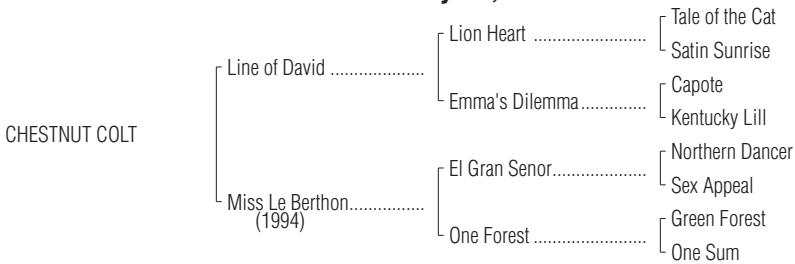 Tale of the Cat
Lion Heart ........................
Satin Sunrise
Line of David ....................
Capote
Emma's Dilemma..............
Kentucky Lill
CHESTNUT COLT
Northern Dancer
El Gran Senor....................
Sex Appeal
Miss Le Berthon................
(1994)
Green Forest
One Forest ........................
One Sum